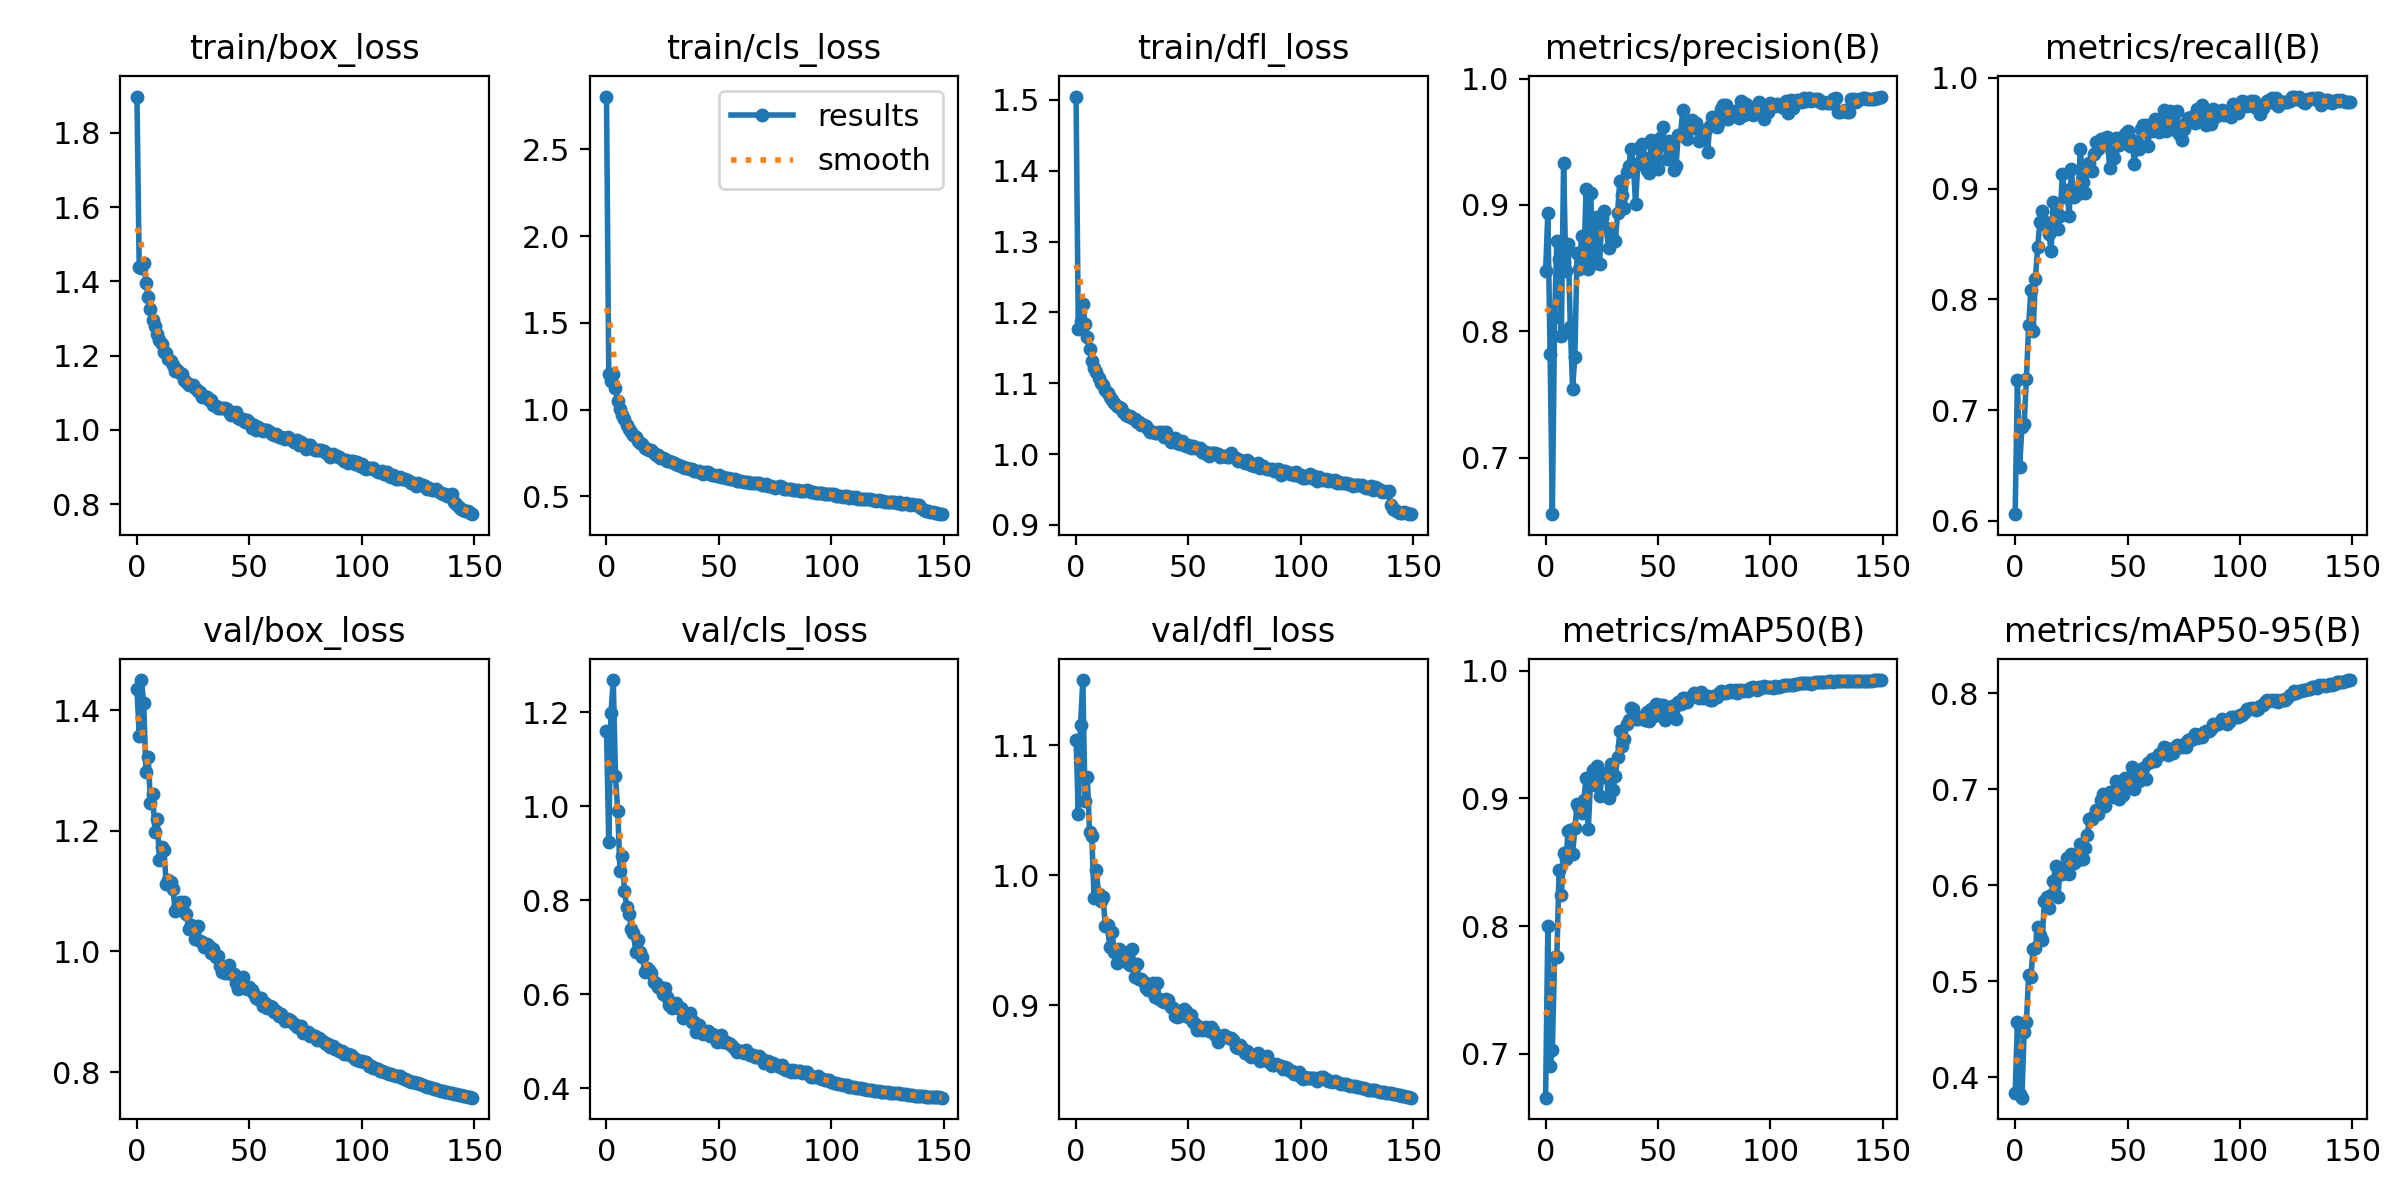 train/box_loss
1.8
1.6
1.4
1.2
1.0
0.8
0 50 100 150
train/cls_loss
results
smooth
2.5
2.0
1.5
1.0
0.5
0 50 100 150
train/dfl_loss
1.5
1.4
1.3
1.2
1.1
1.0
0.9
0 50 100 150
metrics/precision(B)
1.0
0.9
0.8
0.7
0 50 100 150
metrics/recall(B)
1.0
0.9
0.8
0.7
0.6
0 50 100 150
val/box_loss
1.4
1.2
1.0
0.8
0 50 100 150
val/cls_loss
1.2
1.0
0.8
0.6
0.4
0 50 100 150
val/dfl_loss
1.1
1.0
0.9
0 50 100 150
metrics/mAP50(B)
1.0
0.9
0.8
0.7
0 50 100 150
metrics/mAP50-95(B)
0.8
0.7
0.6
0.5
0.4
0 50 100 150